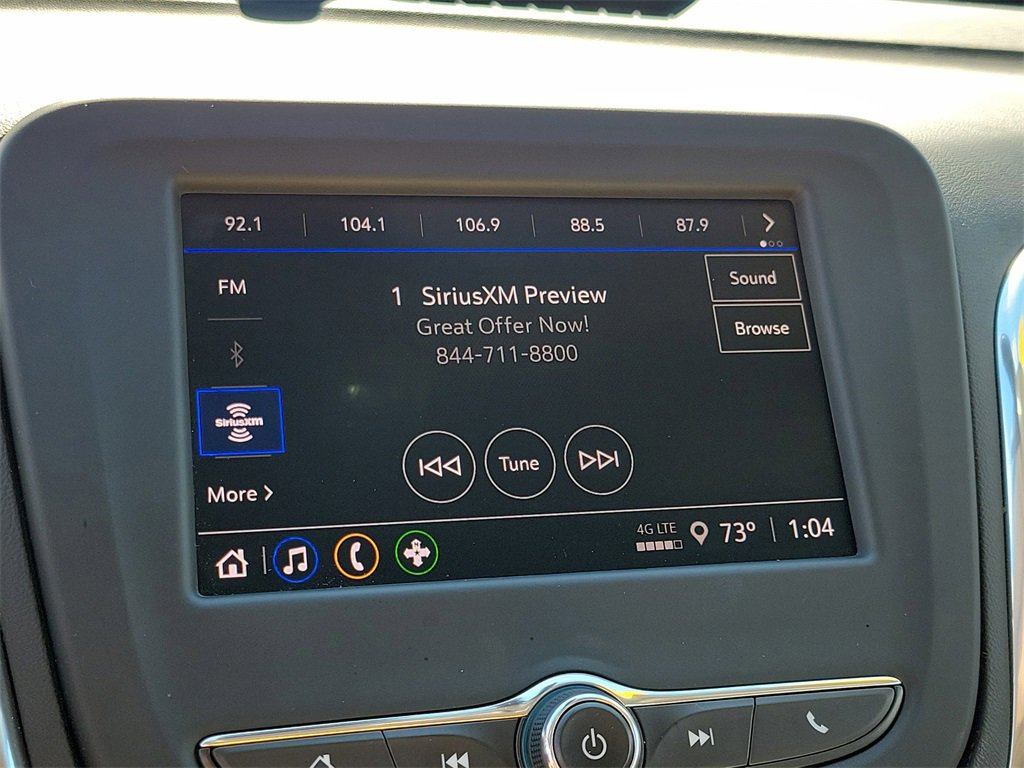 92.1 104.1 106.9 88.5 87.9
FM
1 SiriusXM Preview
Great Offer Now!
844-711-8800
Sound
Browse
SiriusXM
Tune
More
4G LTE
73°
1:04
N